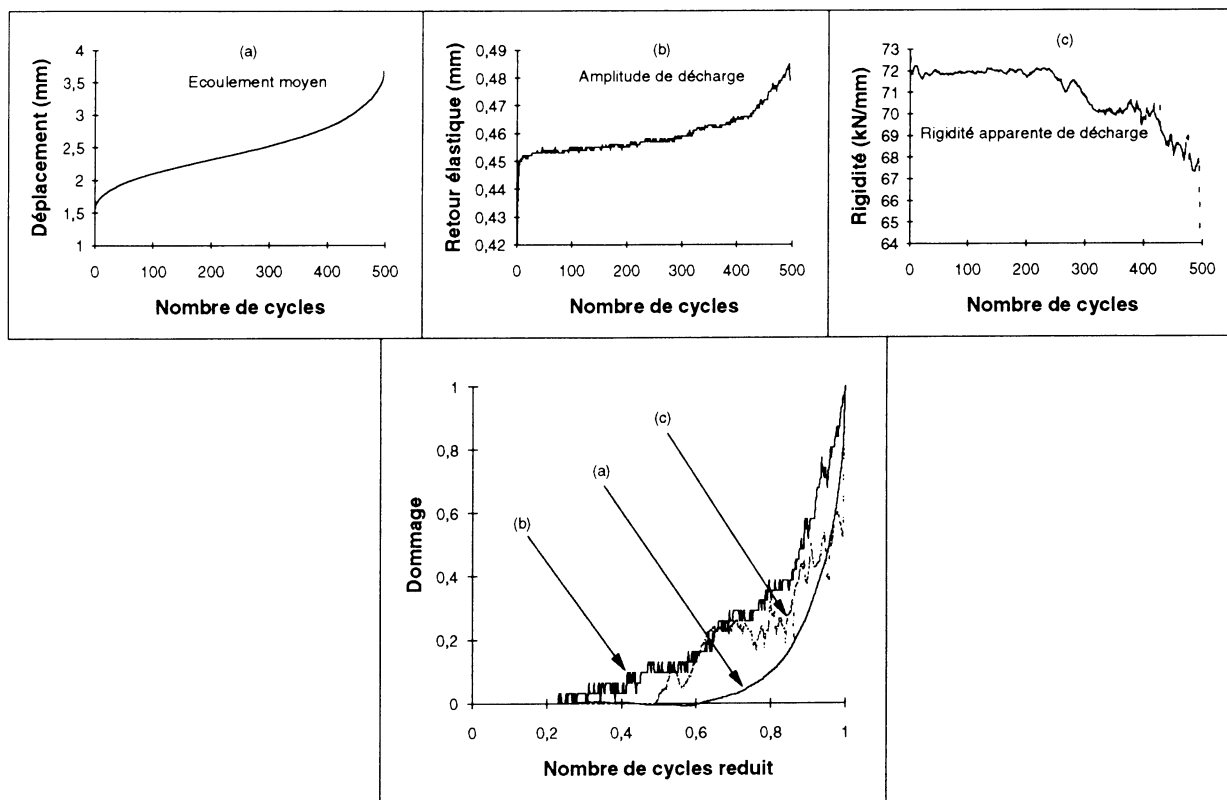 (a)
Ecoulement moyen
Déplacement (mm)
4
3,5
3
2,5
2
1,5
1
0 100 200 300 400 500
Nombre de cycles
(b)
Amplitude de décharge
Retour élastique (mm)
0,49
0,48
0,47
0,46
0,45
0,44
0,43
0,42
0 100 200 300 400 500
Nombre de cycles
(c)
Rigidité apparente de décharge
Rigidité (kN/mm)
73
72
71
70
69
68
67
66
65
64
0 100 200 300 400 500
Nombre de cycles
Dommage
1
0,8
0,6
0,4
0,2
0
(c)
(a)
(b)
0 0,2 0,4 0,6 0,8 1
Nombre de cycles reduit